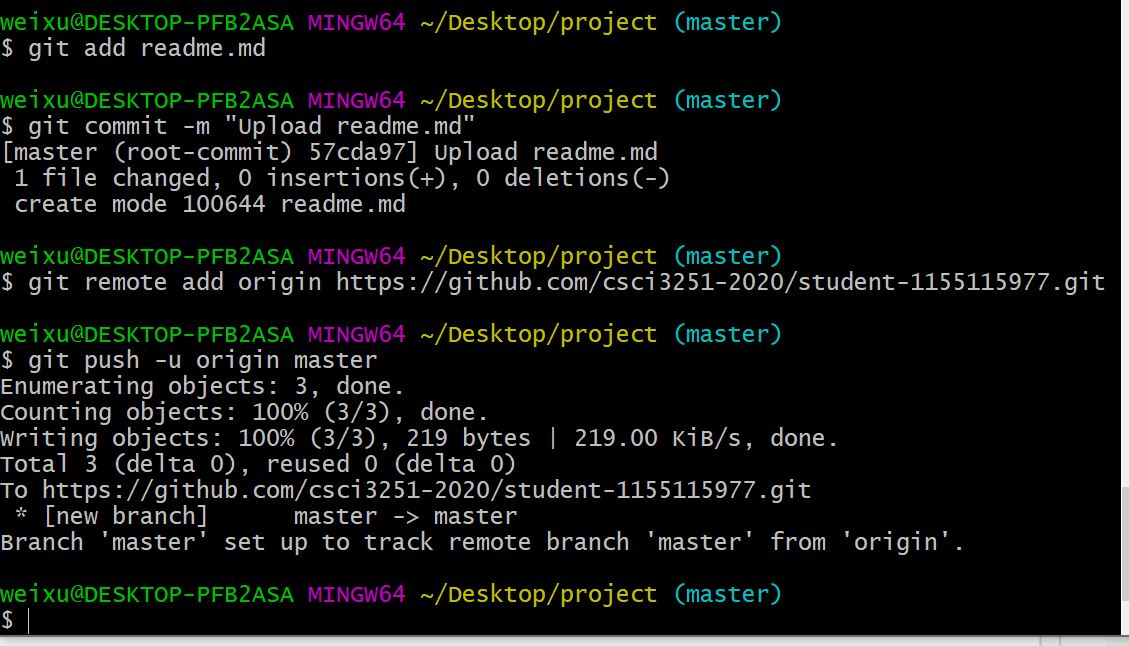 weixu@DESKTOP-PFB2ASA MINGW64 ~/Desktop/project (master)
$ git add readme.md
weixu@DESKTOP-PFB2ASA MINGW64 ~/Desktop/project (master)
$ git commit -m "Upload readme.md"
[master (root-commit) 57cda97] Upload readme.md
 1 file changed, 0 insertions(+), 0 deletions(-)
 create mode 100644 readme.md
weixu@DESKTOP-PFB2ASA MINGW64 ~/Desktop/project (master)
$ git remote add origin https://github.com/csci3251-2020/student-1155115977.git
weixu@DESKTOP-PFB2ASA MINGW64 ~/Desktop/project (master)
$ git push -u origin master
Enumerating objects: 3, done.
Counting objects: 100% (3/3), done.
Writing objects: 100% (3/3), 219 bytes | 219.00 KiB/s, done.
Total 3 (delta 0), reused 0 (delta 0)
To https://github.com/csci3251-2020/student-1155115977.git
 * [new branch]      master -> master
Branch 'master' set up to track remote branch 'master' from 'origin'.
weixu@DESKTOP-PFB2ASA MINGW64 ~/Desktop/project (master)
$